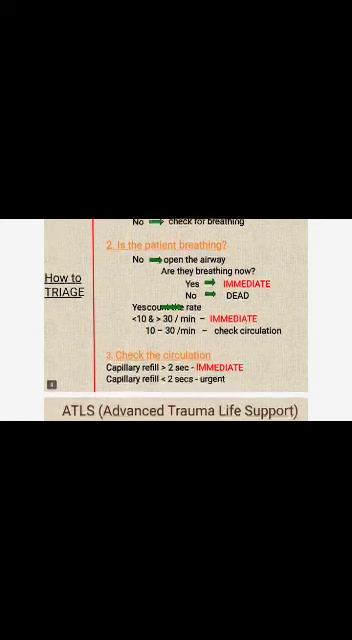 No check for breathing
2. Is the patient breathing?
No open the airway
Are they breathing now?
How to
TRIAGE
Yes IMMEDIATE
No DEAD
Yescount the rate
<10 & > 30 / min – IMMEDIATE
10 – 30 /min – check circulation
3. Check the circulation
Capillary refill > 2 sec - IMMEDIATE
Capillary refill < 2 secs - urgent
ATLS (Advanced Trauma Life Support)